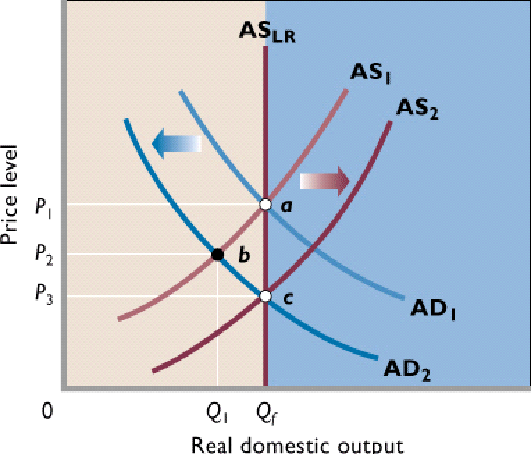 AS_LR
AS_1
AS_2
Price level
P_1
a
P_2
b
P_3
c
AD_1
AD_2
0
Q_1
Q_f
Real domestic output